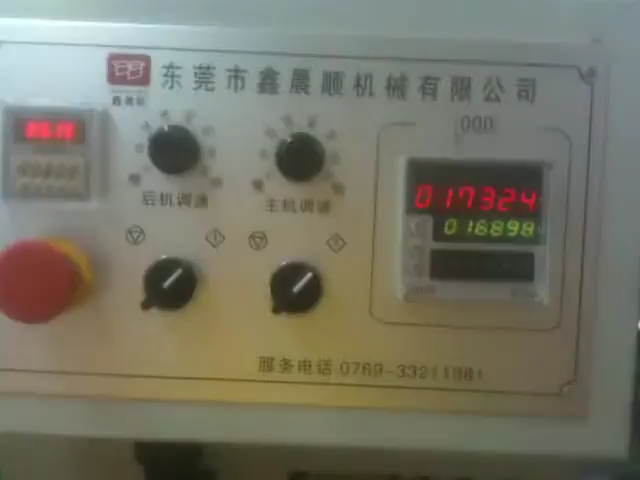 东莞市鑫晨顺机械有限公司
000
017324
016898
后机调速
主机调速
服务电话.0769-33211881